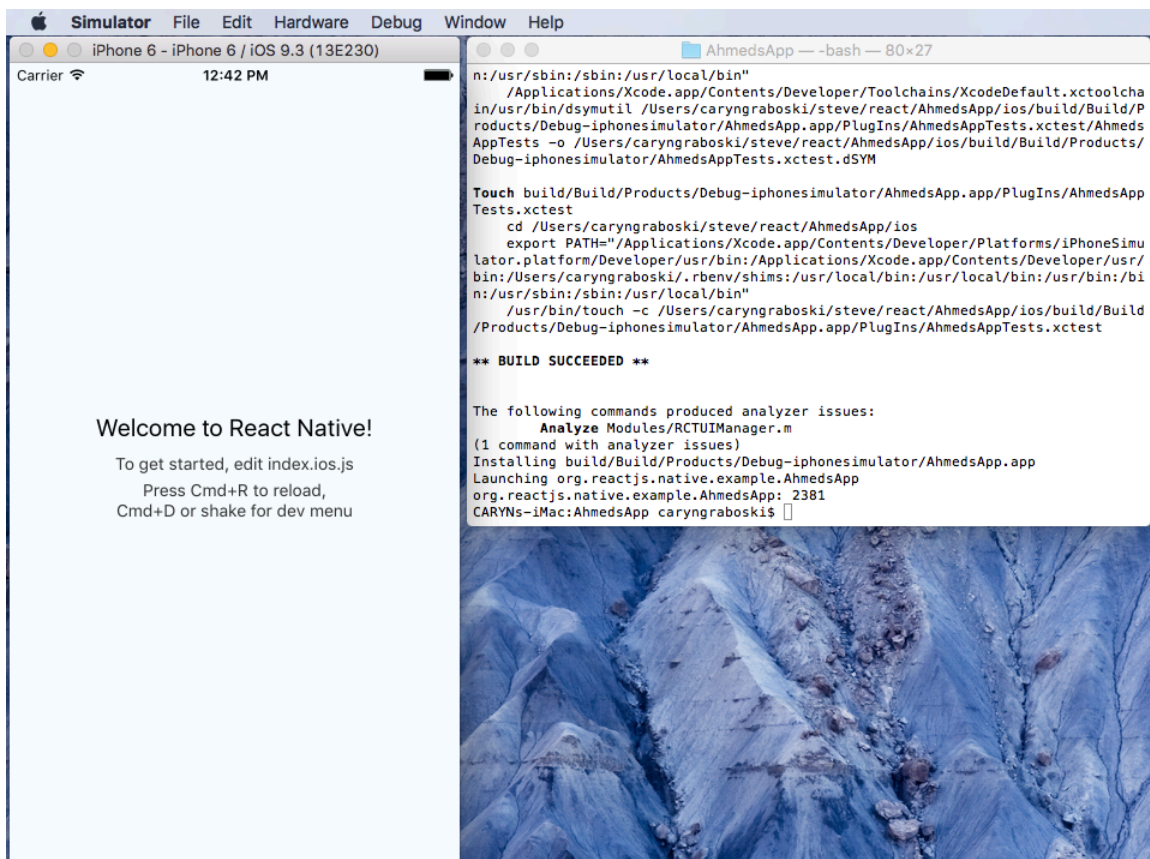 Simulator File Edit Hardware Debug Window Help
iPhone 6 - iPhone 6 / iOS 9.3 (13E230)
Carrier 12:42 PM
Welcome to React Native!
To get started, edit index.ios.js
Press Cmd+R to reload,
Cmd+D or shake for dev menu
AhmedsApp — -bash — 80×27
n:/usr/sbin:/sbin:/usr/local/bin"
/Applications/Xcode.app/Contents/Developer/Toolchains/XcodeDefault.xctoolcha
in/usr/bin/dsymutil /Users/caryngraboski/steve/react/AhmedsApp/ios/build/Build/P
roducts/Debug-iphonesimulator/AhmedsApp.app/PlugIns/AhmedsAppTests.xctest/Ahmeds
AppTests -o /Users/caryngraboski/steve/react/AhmedsApp/ios/build/Build/Products/
Debug-iphonesimulator/AhmedsAppTests.xctest.dSYM
Touch build/Build/Products/Debug-iphonesimulator/AhmedsApp.app/PlugIns/AhmedsApp
Tests.xctest
cd /Users/caryngraboski/steve/react/AhmedsApp/ios
export PATH="/Applications/Xcode.app/Contents/Developer/Platforms/iPhoneSimu
lator.platform/Developer/usr/bin:/Applications/Xcode.app/Contents/Developer/usr/
bin:/Users/caryngraboski/.rbenv/shims:/usr/local/bin:/usr/local/bin:/usr/bin:/bi
n:/usr/sbin:/sbin:/usr/local/bin"
/usr/bin/touch -c /Users/caryngraboski/steve/react/AhmedsApp/ios/build/Build
/Products/Debug-iphonesimulator/AhmedsApp.app/PlugIns/AhmedsAppTests.xctest
** BUILD SUCCEEDED **
The following commands produced analyzer issues:
Analyze Modules/RCTUIManager.m
(1 command with analyzer issues)
Installing build/Build/Products/Debug-iphonesimulator/AhmedsApp.app
Launching org.reactjs.native.example.AhmedsApp
org.reactjs.native.example.AhmedsApp: 2381
CARYNs-iMac:AhmedsApp caryngraboski$